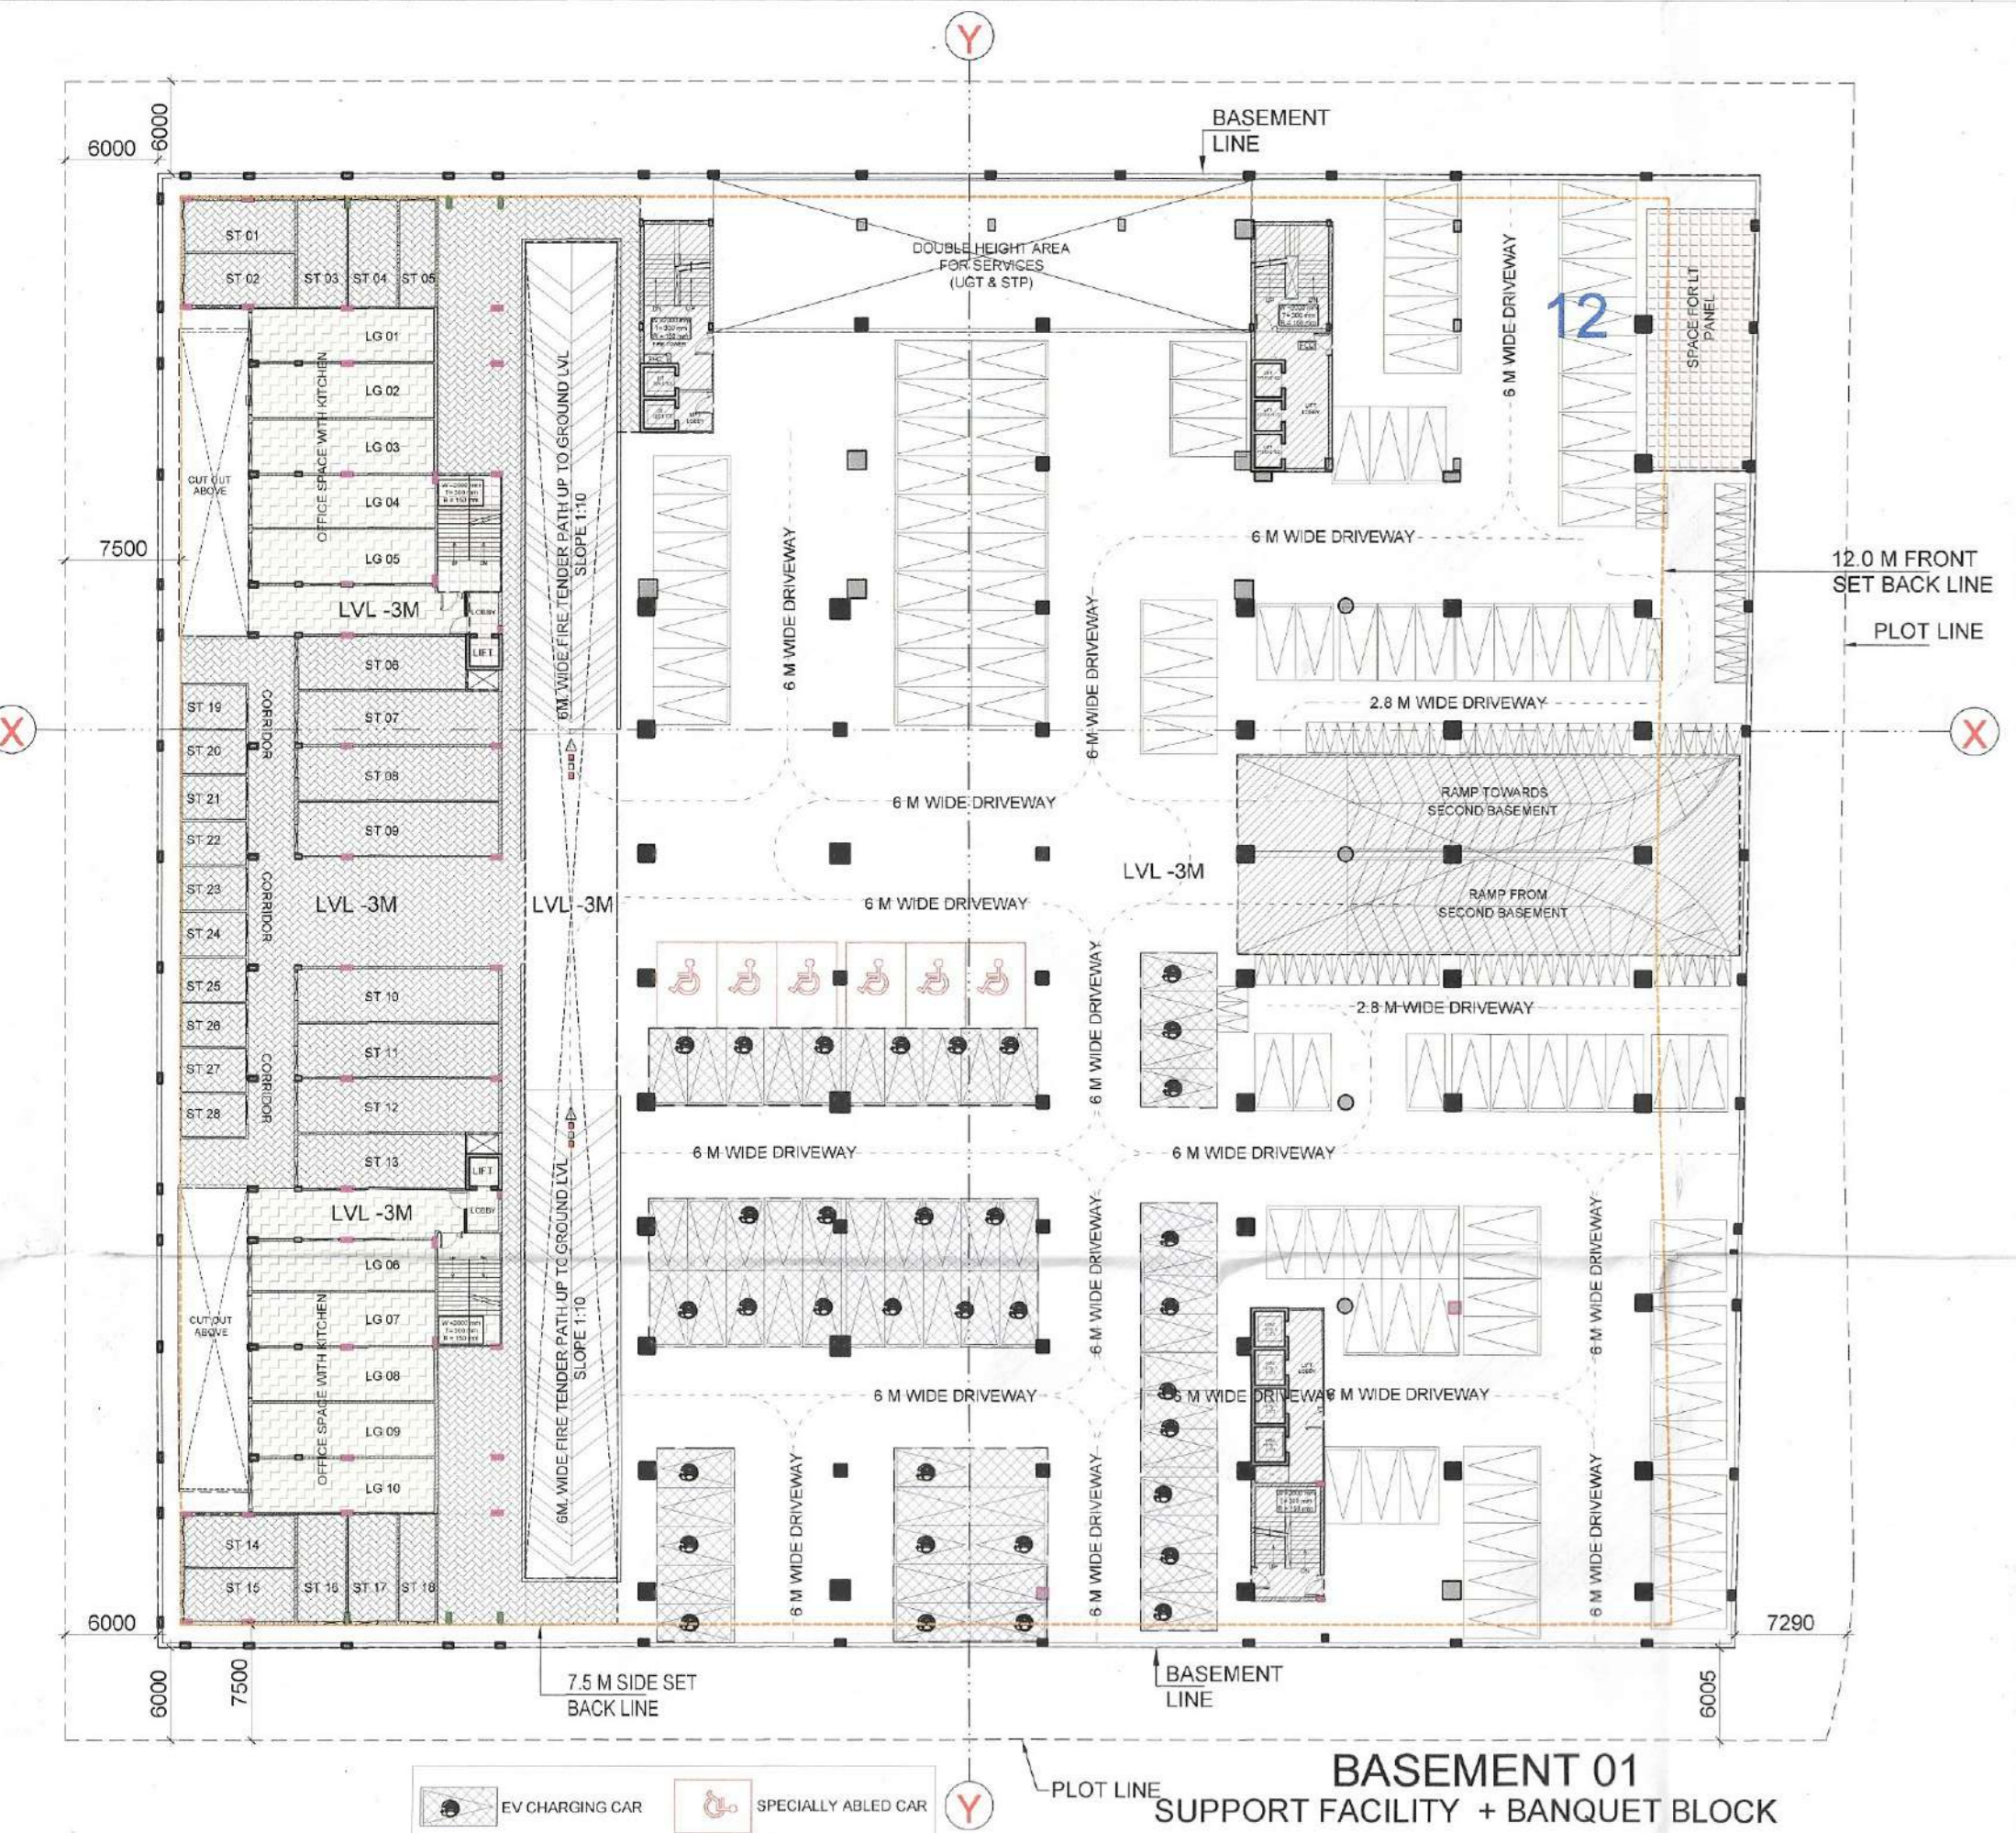 Y
BASEMENT
LINE
6000
6000
ST 01
ST 02
ST 03
ST 04
ST 05
DOUBLE HEIGHT AREA
FOR SERVICES
(UGT & STP)
6 M WIDE DRIVEWAY
12
SPACE FOR LT
PANEL
LG 01
LG 02
LG 03
LG 04
LG 05
OFFICE SPACE WITH KITCHEN
CUT OUT
ABOVE
6M. WIDE FIRE TENDER PATH UP TO GROUND LVL
SLOPE 1:10
LIFT
LOBBY
7500
6 M WIDE DRIVEWAY
6 M WIDE DRIVEWAY
6 M WIDE DRIVEWAY
12.0 M FRONT
SET BACK LINE
PLOT LINE
LVL -3M
LOBBY
LIFT
ST 06
ST 07
ST 08
ST 09
ST 19
ST 20
ST 21
ST 22
ST 23
ST 24
ST 25
ST 26
ST 27
ST 28
CORRIDOR
CORRIDOR
CORRIDOR
2.8 M WIDE DRIVEWAY
X
X
6 M WIDE DRIVEWAY
RAMP TOWARDS
SECOND BASEMENT
LVL -3M
LVL -3M
LVL -3M
6 M WIDE DRIVEWAY
RAMP FROM
SECOND BASEMENT
ST 10
ST 11
ST 12
ST 13
6 M WIDE DRIVEWAY
2.8 M WIDE DRIVEWAY
6 M WIDE DRIVEWAY
6 M WIDE DRIVEWAY
LIFT
LOBBY
LVL -3M
LG 06
LG 07
LG 08
LG 09
LG 10
OFFICE SPACE WITH KITCHEN
CUT OUT
ABOVE
6M. WIDE FIRE TENDER PATH UP TO GROUND LVL
SLOPE 1:10
6 M WIDE DRIVEWAY
6 M WIDE DRIVEWAY
6 M WIDE DRIVEWAY
6 M WIDE DRIVEWAY
6 M WIDE DRIVEWAY
LIFT
LOBBY
ST 14
ST 15
ST 16
ST 17
ST 18
6 M WIDE DRIVEWAY
6 M WIDE DRIVEWAY
6 M WIDE DRIVEWAY
6000
7290
6000
7500
7.5 M SIDE SET
BACK LINE
BASEMENT
LINE
6005
EV CHARGING CAR
SPECIALLY ABLED CAR
Y
PLOT LINE
BASEMENT 01
SUPPORT FACILITY + BANQUET BLOCK